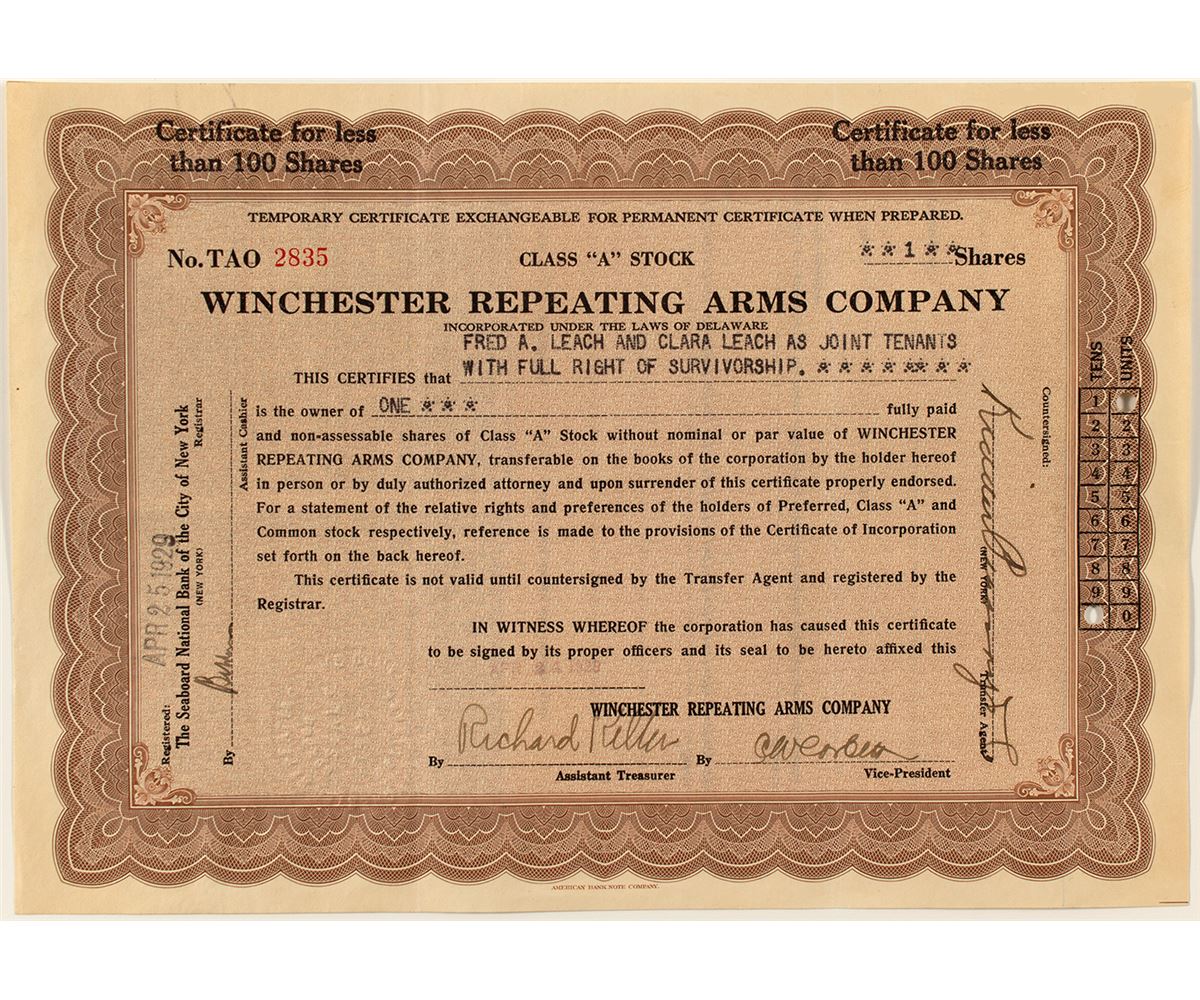 Certificate for less
than 100 Shares
Certificate for less
than 100 Shares
TEMPORARY CERTIFICATE EXCHANGEABLE FOR PERMANENT CERTIFICATE WHEN PREPARED.
No. TAO 2835
CLASS “A” STOCK
* * 1 * * Shares
WINCHESTER REPEATING ARMS COMPANY
INCORPORATED UNDER THE LAWS OF DELAWARE
FRED A. LEACH AND CLARA LEACH AS JOINT TENANTS
THIS CERTIFIES that WITH FULL RIGHT OF SURVIVORSHIP. * * * * * * * *
is the owner of ONE * * * fully paid
and non-assessable shares of Class “A” Stock without nominal or par value of WINCHESTER
REPEATING ARMS COMPANY, transferable on the books of the corporation by the holder hereof
in person or by duly authorized attorney and upon surrender of this certificate properly endorsed.
For a statement of the relative rights and preferences of the holders of Preferred, Class “A” and
Common stock respectively, reference is made to the provisions of the Certificate of Incorporation
set forth on the back hereof.
This certificate is not valid until countersigned by the Transfer Agent and registered by the
Registrar.
IN WITNESS WHEREOF the corporation has caused this certificate
to be signed by its proper officers and its seal to be hereto affixed this
WINCHESTER REPEATING ARMS COMPANY
By Richard By
Assistant Treasurer Vice-President
APR 25 1929
Registered:
The Seaboard National Bank of the City of New York
(NEW YORK)
Registrar
By
Assistant Cashier
Countersigned:
(NEW YORK)
Transfer Agent
TENS UNITS
1
2 2
3 3
4 4
5 5
6 6
7 7
8 8
9 9
0
AMERICAN BANK NOTE COMPANY.